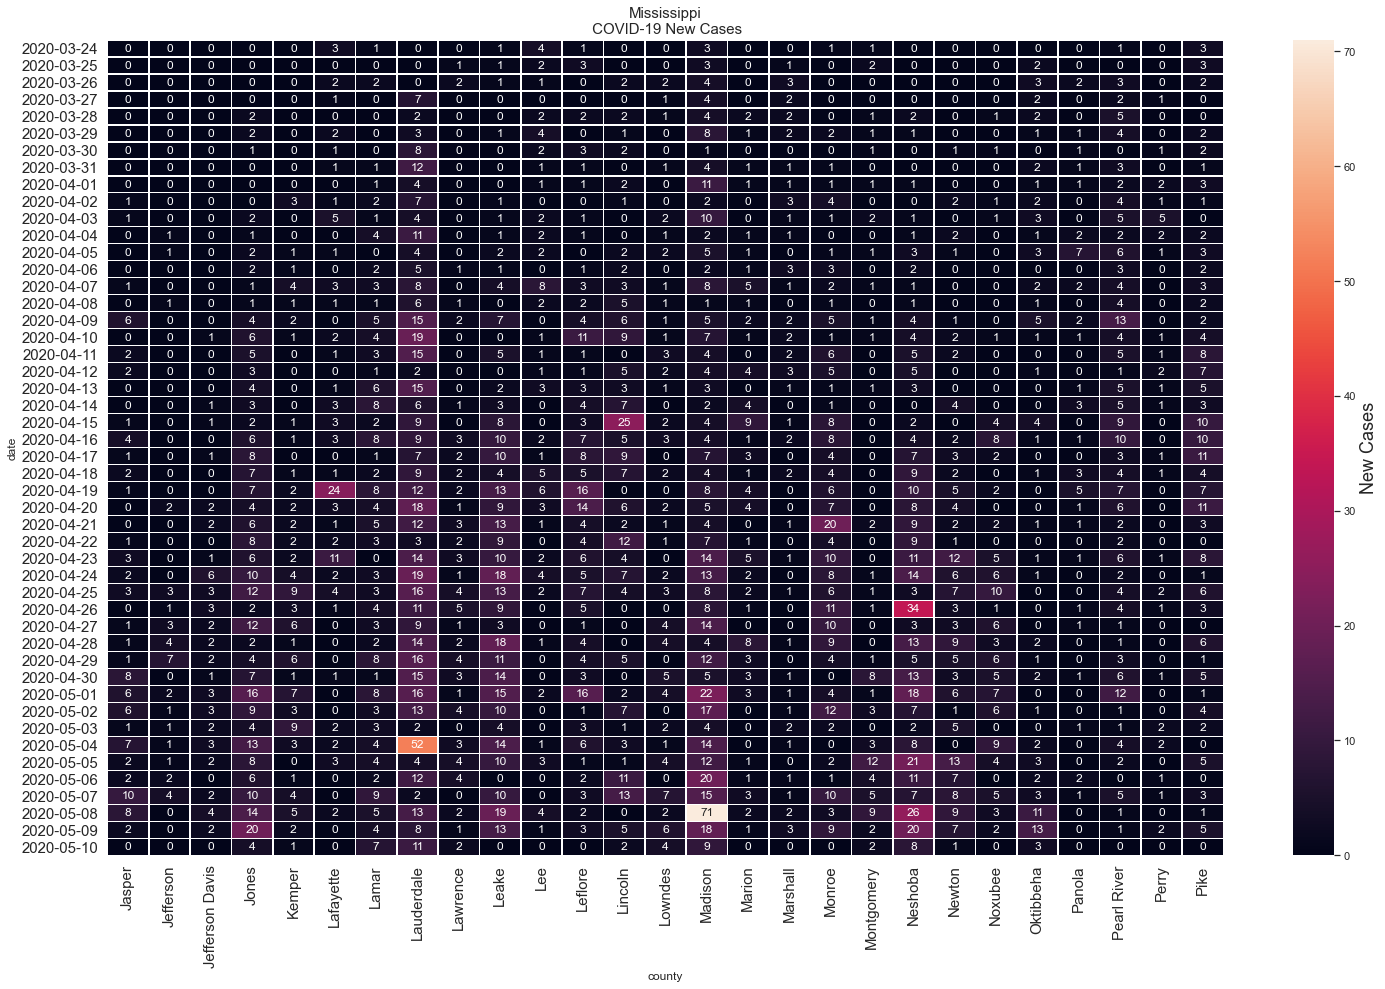 Mississippi
COVID-19 New Cases
2020-03-24 0 0 0 0 0 3 1 0 0 1 4 1 0 0 3 0 0 1 1 0 0 0 0 0 1 0 3
2020-03-25 0 0 0 0 0 0 0 0 1 1 2 3 0 0 3 0 1 0 2 0 0 0 2 0 0 0 3
2020-03-26 0 0 0 0 0 2 2 0 2 1 1 0 2 2 4 0 3 0 0 0 0 0 3 2 3 0 2
2020-03-27 0 0 0 0 0 1 0 7 0 0 0 0 0 1 4 0 2 0 0 0 0 0 2 0 2 1 0
2020-03-28 0 0 0 2 0 0 0 2 0 0 2 2 2 1 4 2 2 0 1 2 0 1 2 0 5 0 0
2020-03-29 0 0 0 2 0 2 0 3 0 1 4 0 1 0 8 1 2 2 1 1 0 0 1 1 4 0 2
2020-03-30 0 0 0 1 0 1 0 8 0 0 2 3 2 0 1 0 0 0 1 0 1 1 0 1 0 1 2
2020-03-31 0 0 0 0 0 1 1 12 0 0 1 1 0 1 4 1 1 1 0 0 0 0 2 1 3 0 1
2020-04-01 0 0 0 0 0 0 1 4 0 0 1 1 2 0 11 1 1 1 1 1 0 0 1 1 2 2 3
2020-04-02 1 0 0 0 3 1 2 7 0 1 0 0 1 0 2 0 3 4 0 0 2 1 2 0 4 1 1
2020-04-03 1 0 0 2 0 5 1 4 0 1 2 1 0 2 10 0 1 1 2 1 0 1 3 0 5 5 0
2020-04-04 0 1 0 1 0 0 4 11 0 1 2 1 0 1 2 1 1 0 0 1 2 0 1 2 2 2 2
2020-04-05 0 1 0 2 1 1 0 4 0 2 2 0 2 2 5 1 0 1 1 3 1 0 3 7 6 1 3
2020-04-06 0 0 0 2 1 0 2 5 1 1 0 1 2 0 2 1 3 3 0 2 0 0 0 0 3 0 2
2020-04-07 1 0 0 1 4 3 3 8 0 4 8 3 3 1 8 5 1 2 1 1 0 0 2 2 4 0 3
2020-04-08 0 1 0 1 1 1 1 6 1 0 2 2 5 1 1 1 0 1 0 1 0 0 1 0 4 0 2
2020-04-09 6 0 0 4 2 0 5 15 2 7 0 4 6 1 5 2 2 5 1 4 1 0 5 2 13 0 2
2020-04-10 0 0 1 6 1 2 4 19 0 0 1 11 9 1 7 1 2 1 1 4 2 1 1 1 4 1 4
2020-04-11 2 0 0 5 0 1 3 15 0 5 1 1 0 3 4 0 2 6 0 5 2 0 0 0 5 1 8
2020-04-12 2 0 0 3 0 0 1 2 0 0 1 1 5 2 4 4 3 5 0 5 0 0 0 1 1 2 7
2020-04-13 0 0 0 4 0 1 6 15 0 2 3 3 3 1 3 0 1 1 1 3 0 0 0 1 5 1 5
2020-04-14 0 0 1 3 0 3 8 6 1 3 0 4 7 0 2 4 0 1 0 0 4 0 0 3 5 1 3
2020-04-15 1 0 1 2 1 3 2 9 0 8 0 3 25 2 4 9 1 8 0 2 0 4 4 0 9 0 10
2020-04-16 4 0 0 6 1 3 8 9 3 10 2 7 5 3 4 1 2 8 0 4 2 8 1 1 10 0 10
2020-04-17 1 0 1 8 0 0 1 7 2 10 1 8 9 0 7 3 0 4 0 7 3 2 0 0 3 1 11
2020-04-18 2 0 0 7 1 1 2 9 2 4 5 5 7 2 4 1 2 4 0 9 2 0 1 3 4 1 4
2020-04-19 1 0 0 7 2 24 8 12 2 13 6 16 0 0 8 4 0 6 0 10 5 2 0 5 7 0 7
2020-04-20 0 2 2 4 2 3 4 18 1 9 3 14 6 2 5 4 0 7 0 8 4 0 0 1 6 0 11
2020-04-21 0 0 2 6 2 1 5 12 3 13 1 4 2 1 4 0 1 20 2 9 2 2 1 1 2 0 3
2020-04-22 1 0 0 8 2 2 3 3 2 9 0 4 12 1 7 1 0 4 0 9 1 0 0 0 2 0 0
2020-04-23 3 0 1 6 2 11 0 14 3 10 2 6 4 0 14 5 1 10 0 11 12 5 1 1 6 1 8
2020-04-24 2 0 6 10 4 2 3 19 1 18 4 5 7 2 13 2 0 8 1 14 6 6 1 0 2 0 1
2020-04-25 3 3 3 12 9 4 3 16 4 13 2 7 4 3 8 2 1 6 1 3 7 10 0 0 4 2 6
2020-04-26 0 1 3 2 3 1 4 11 5 9 0 5 0 0 8 1 0 11 1 34 3 1 0 1 4 1 3
2020-04-27 1 3 2 12 6 0 3 9 1 3 0 1 0 4 14 0 0 10 0 3 3 6 0 1 1 0 0
2020-04-28 1 4 2 2 1 0 2 14 2 18 1 4 0 4 4 8 1 9 0 13 9 3 2 0 1 0 6
2020-04-29 1 7 2 4 6 0 8 16 4 11 0 4 5 0 12 3 0 4 1 5 5 6 1 0 3 0 1
2020-04-30 8 0 1 7 1 1 1 15 3 14 0 3 0 5 5 3 1 0 8 13 3 5 2 1 6 1 5
2020-05-01 6 2 3 16 7 0 8 16 1 15 2 16 2 4 22 3 1 4 1 18 6 7 0 0 12 0 1
2020-05-02 6 1 3 9 3 0 3 13 4 10 0 1 7 0 17 0 1 12 3 7 1 6 1 0 1 0 4
2020-05-03 1 1 2 4 9 2 3 2 0 4 0 3 1 2 4 0 2 2 0 2 5 0 0 1 1 2 2
2020-05-04 7 1 3 13 3 2 4 52 3 14 1 6 3 1 14 0 1 0 3 8 0 9 2 0 4 2 0
2020-05-05 2 1 2 8 0 3 4 4 4 10 3 1 1 4 12 1 0 2 12 21 13 4 3 0 2 0 5
2020-05-06 2 2 0 6 1 0 2 12 4 0 0 2 11 0 20 1 1 1 4 11 7 0 2 2 0 1 0
2020-05-07 10 4 2 10 4 0 9 2 0 10 0 3 13 7 15 3 1 10 5 7 8 5 3 1 5 1 3
2020-05-08 8 0 4 14 5 2 5 13 2 19 4 2 0 2 71 2 2 3 9 26 9 3 11 0 1 0 1
2020-05-09 2 0 2 20 2 0 4 8 1 13 1 3 5 6 18 1 3 9 2 20 7 2 13 0 1 2 5
2020-05-10 0 0 0 4 1 0 7 11 2 0 0 0 2 4 9 0 0 0 2 8 1 0 3 0 0 0 0
date
Jasper Jefferson Jefferson Davis Jones Kemper Lafayette Lamar Lauderdale Lawrence Leake Lee Leflore Lincoln Lowndes Madison Marion Marshall Monroe Montgomery Neshoba Newton Noxubee Oktibbeha Panola Pearl River Perry Pike
county
70
60
50
40
30
20
10
0
New Cases